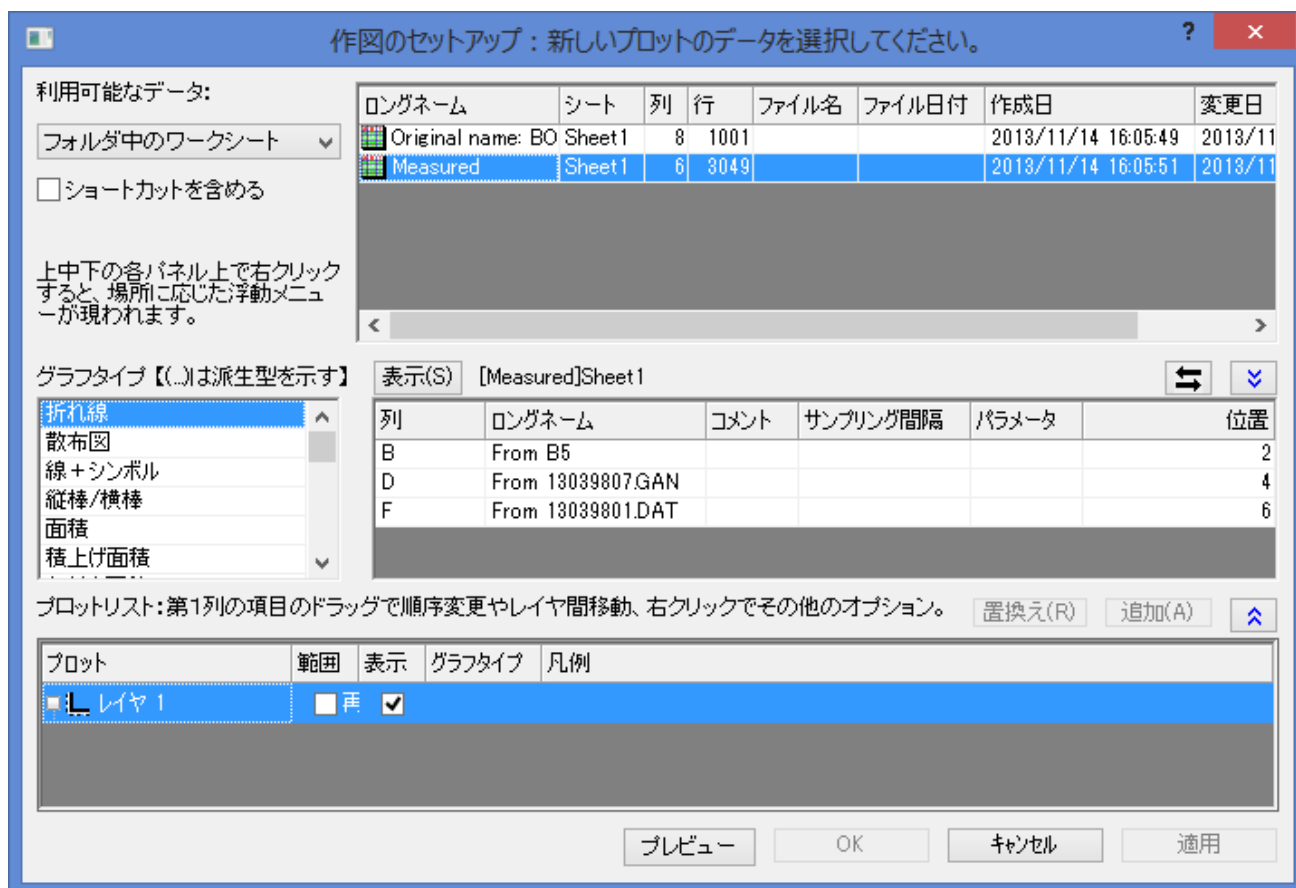 作図のセットアップ：新しいプロットのデータを選択してください。 ?
利用可能なデータ:
フォルダ中のワークシート
ショートカットを含める
上中下の各パネル上で右クリック
すると、場所に応じた浮動メニュ
ーが現われます。
ロングネーム シート 列 行 ファイル名 ファイル日付 作成日 変更日
Original name: BO Sheet1 8 1001 2013/11/14 16:05:49 2013/11
Measured Sheet1 6 3049 2013/11/14 16:05:51 2013/11
グラフタイプ【(...)は派生型を示す】
折れ線
散布図
線＋シンボル
縦棒/横棒
面積
積上げ面積
表示(S) [Measured]Sheet1
列 ロングネーム コメント サンプリング間隔 パラメータ 位置
B From B5 2
D From 13039807.GAN 4
F From 13039801.DAT 6
プロットリスト:第1列の項目のドラッグで順序変更やレイヤ間移動、右クリックでその他のオプション。 置換え(R) 追加(A)
プロット 範囲 表示 グラフタイプ 凡例
レイヤ 1 再
プレビュー OK キャンセル 適用